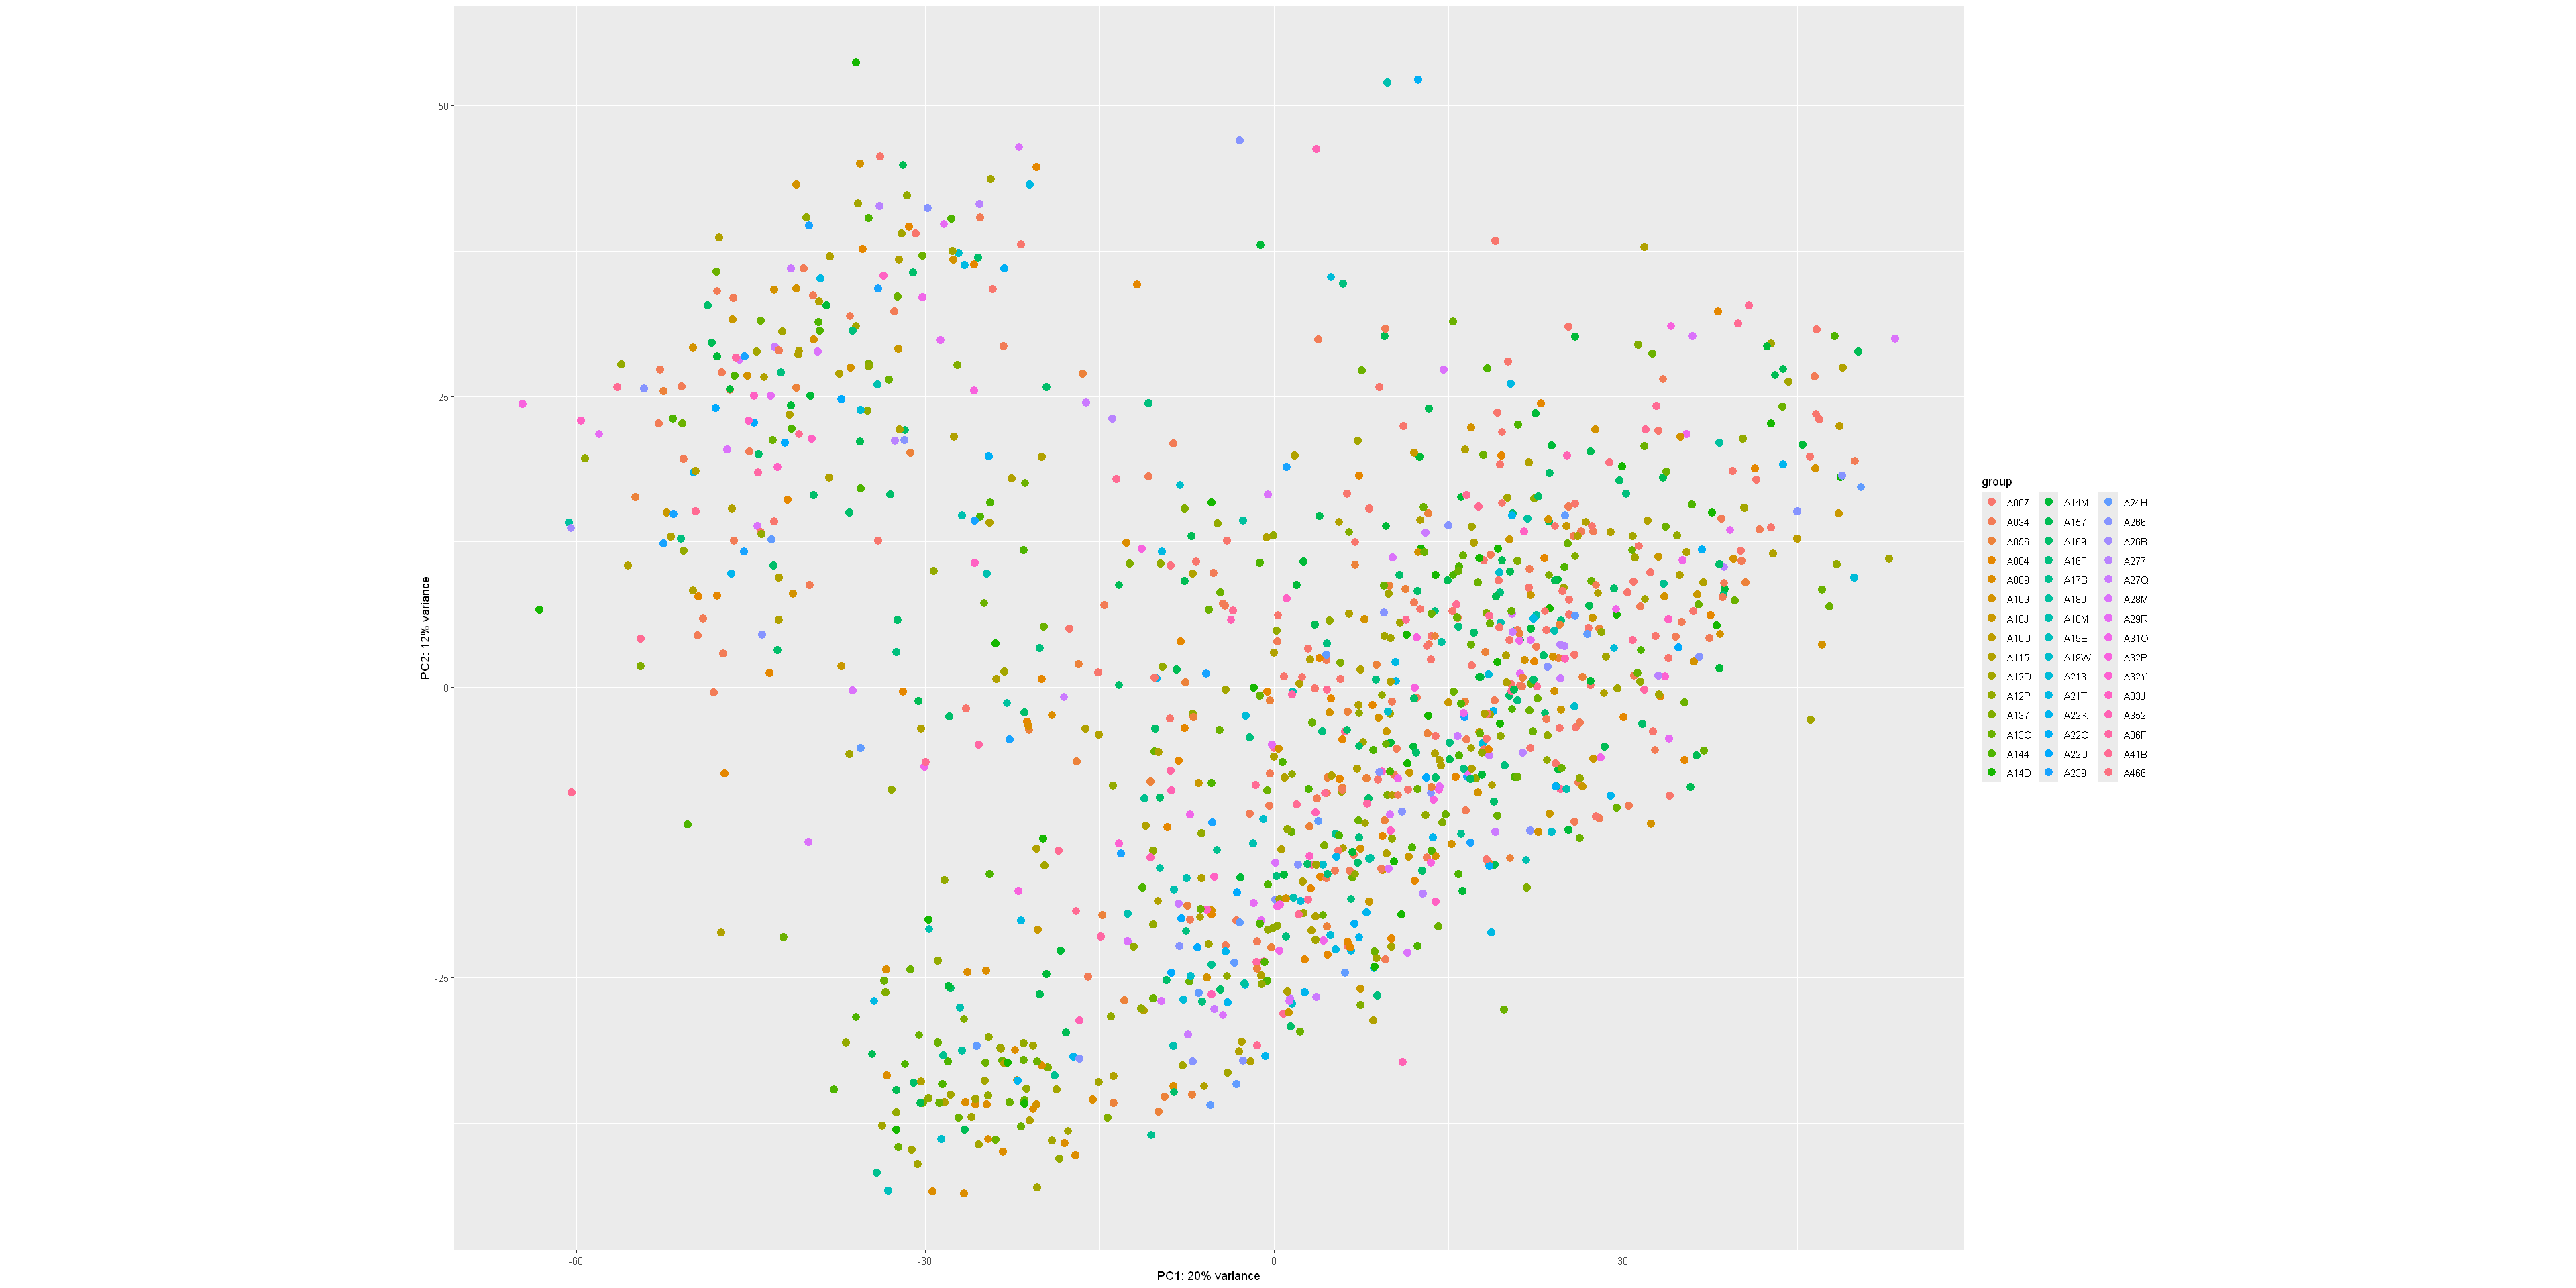 50
25
0
-25
-60
-30
0
30
PC2: 12% variance
PC1: 20% variance
group
A00Z A14M A24H
A034 A157 A266
A056 A169 A26B
A084 A16F A277
A089 A17B A27Q
A109 A180 A28M
A10J A18M A29R
A10U A19E A31O
A115 A19W A32P
A12D A213 A32Y
A12P A21T A33J
A137 A22K A352
A13Q A22O A36F
A144 A22U A41B
A14D A239 A466